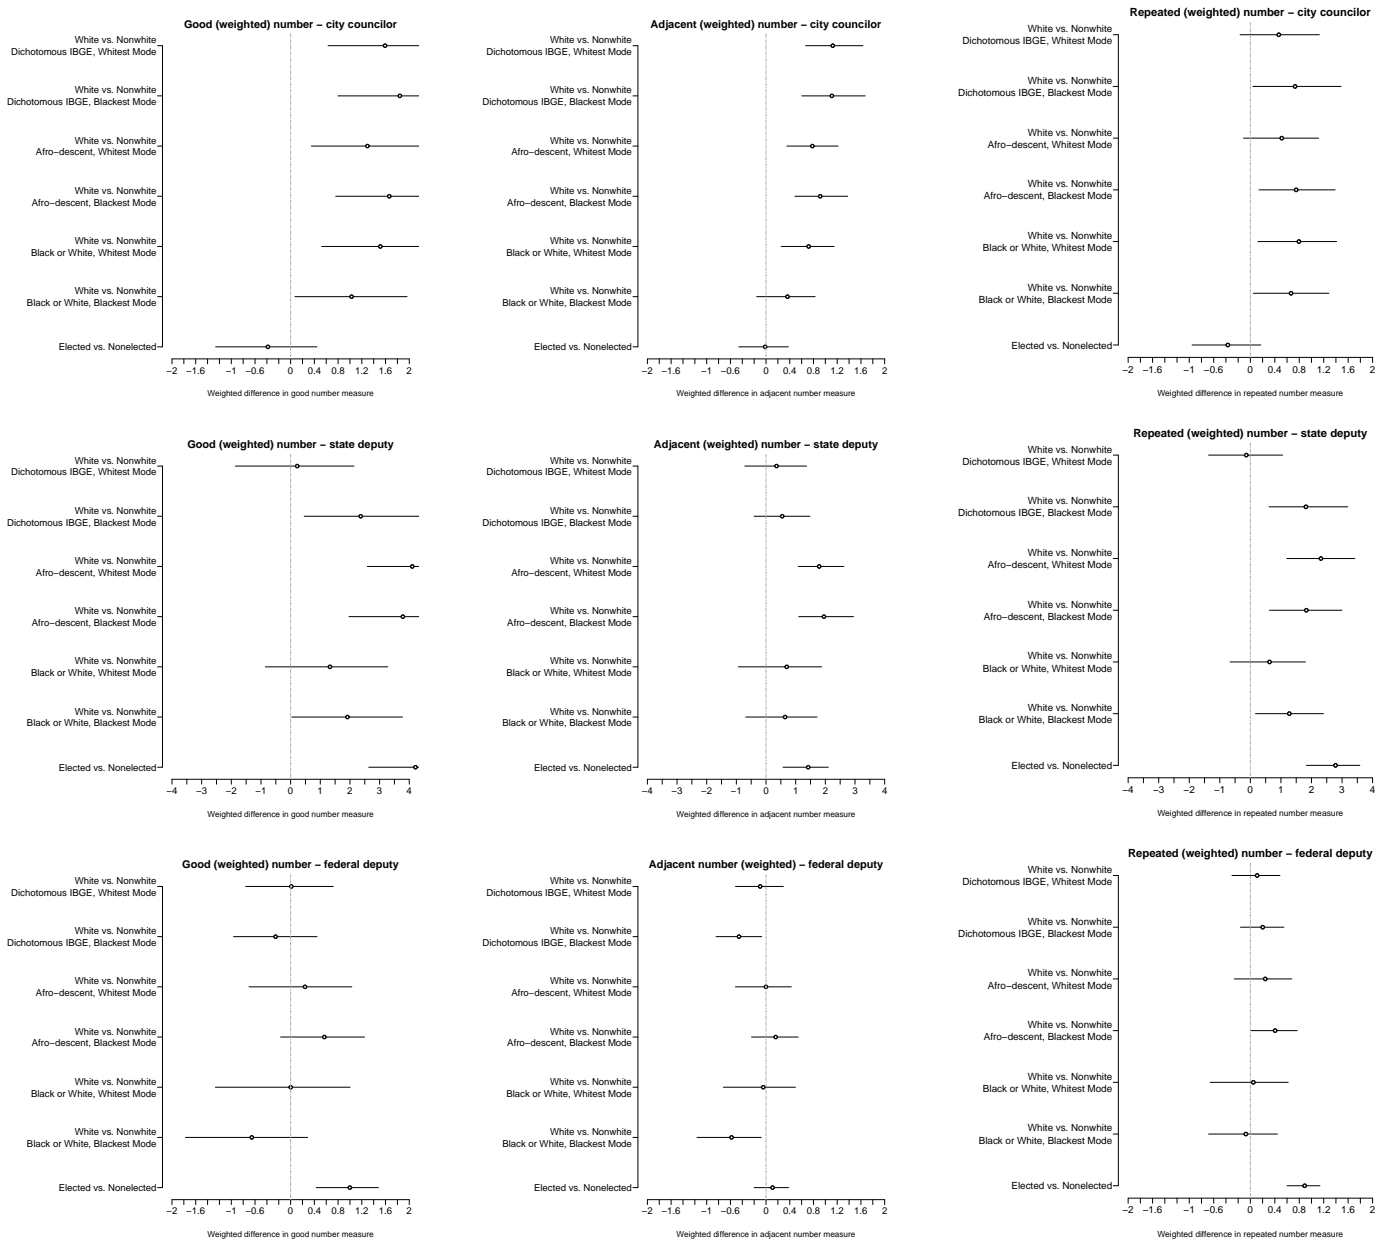 Good (weighted) number – city councilor
White vs. Nonwhite
Dichotomous IBGE, Whitest Mode
White vs. Nonwhite
Dichotomous IBGE, Blackest Mode
White vs. Nonwhite
Afro−descent, Whitest Mode
White vs. Nonwhite
Afro−descent, Blackest Mode
White vs. Nonwhite
Black or White, Whitest Mode
White vs. Nonwhite
Black or White, Blackest Mode
Elected vs. Nonelected
−2 −1.2 −0.6 0 0.4 0.8 1.2 1.6 2
Weighted difference in good number measure
Adjacent (weighted) number – city councilor
White vs. Nonwhite
Dichotomous IBGE, Whitest Mode
White vs. Nonwhite
Dichotomous IBGE, Blackest Mode
White vs. Nonwhite
Afro−descent, Whitest Mode
White vs. Nonwhite
Afro−descent, Blackest Mode
White vs. Nonwhite
Black or White, Whitest Mode
White vs. Nonwhite
Black or White, Blackest Mode
Elected vs. Nonelected
−2 −1.2 −0.6 0 0.4 0.8 1.2 1.6 2
Weighted difference in adjacent number measure
Repeated (weighted) number – city councilor
White vs. Nonwhite
Dichotomous IBGE, Whitest Mode
White vs. Nonwhite
Dichotomous IBGE, Blackest Mode
White vs. Nonwhite
Afro−descent, Whitest Mode
White vs. Nonwhite
Afro−descent, Blackest Mode
White vs. Nonwhite
Black or White, Whitest Mode
White vs. Nonwhite
Black or White, Blackest Mode
Elected vs. Nonelected
−2 −1.2 −0.6 0 0.4 0.8 1.2 1.6 2
Weighted difference in repeated number measure
Good (weighted) number – state deputy
White vs. Nonwhite
Dichotomous IBGE, Whitest Mode
White vs. Nonwhite
Dichotomous IBGE, Blackest Mode
White vs. Nonwhite
Afro−descent, Whitest Mode
White vs. Nonwhite
Afro−descent, Blackest Mode
White vs. Nonwhite
Black or White, Whitest Mode
White vs. Nonwhite
Black or White, Blackest Mode
Elected vs. Nonelected
−4 −3 −2 −1 0 1 2 3 4
Weighted difference in good number measure
Adjacent (weighted) number – state deputy
White vs. Nonwhite
Dichotomous IBGE, Whitest Mode
White vs. Nonwhite
Dichotomous IBGE, Blackest Mode
White vs. Nonwhite
Afro−descent, Whitest Mode
White vs. Nonwhite
Afro−descent, Blackest Mode
White vs. Nonwhite
Black or White, Whitest Mode
White vs. Nonwhite
Black or White, Blackest Mode
Elected vs. Nonelected
−4 −3 −2 −1 0 1 2 3 4
Weighted difference in adjacent number measure
Repeated (weighted) number – state deputy
White vs. Nonwhite
Dichotomous IBGE, Whitest Mode
White vs. Nonwhite
Dichotomous IBGE, Blackest Mode
White vs. Nonwhite
Afro−descent, Whitest Mode
White vs. Nonwhite
Afro−descent, Blackest Mode
White vs. Nonwhite
Black or White, Whitest Mode
White vs. Nonwhite
Black or White, Blackest Mode
Elected vs. Nonelected
−4 −3 −2 −1 0 1 2 3 4
Weighted difference in repeated number measure
Good (weighted) number – federal deputy
White vs. Nonwhite
Dichotomous IBGE, Whitest Mode
White vs. Nonwhite
Dichotomous IBGE, Blackest Mode
White vs. Nonwhite
Afro−descent, Whitest Mode
White vs. Nonwhite
Afro−descent, Blackest Mode
White vs. Nonwhite
Black or White, Whitest Mode
White vs. Nonwhite
Black or White, Blackest Mode
Elected vs. Nonelected
−2 −1.2 −0.6 0 0.4 0.8 1.2 1.6 2
Weighted difference in good number measure
Adjacent number (weighted) – federal deputy
White vs. Nonwhite
Dichotomous IBGE, Whitest Mode
White vs. Nonwhite
Dichotomous IBGE, Blackest Mode
White vs. Nonwhite
Afro−descent, Whitest Mode
White vs. Nonwhite
Afro−descent, Blackest Mode
White vs. Nonwhite
Black or White, Whitest Mode
White vs. Nonwhite
Black or White, Blackest Mode
Elected vs. Nonelected
−2 −1.2 −0.6 0 0.4 0.8 1.2 1.6 2
Weighted difference in adjacent number measure
Repeated (weighted) number – federal deputy
White vs. Nonwhite
Dichotomous IBGE, Whitest Mode
White vs. Nonwhite
Dichotomous IBGE, Blackest Mode
White vs. Nonwhite
Afro−descent, Whitest Mode
White vs. Nonwhite
Afro−descent, Blackest Mode
White vs. Nonwhite
Black or White, Whitest Mode
White vs. Nonwhite
Black or White, Blackest Mode
Elected vs. Nonelected
−2 −1.2 −0.6 0 0.4 0.8 1.2 1.6 2
Weighted difference in repeated number measure